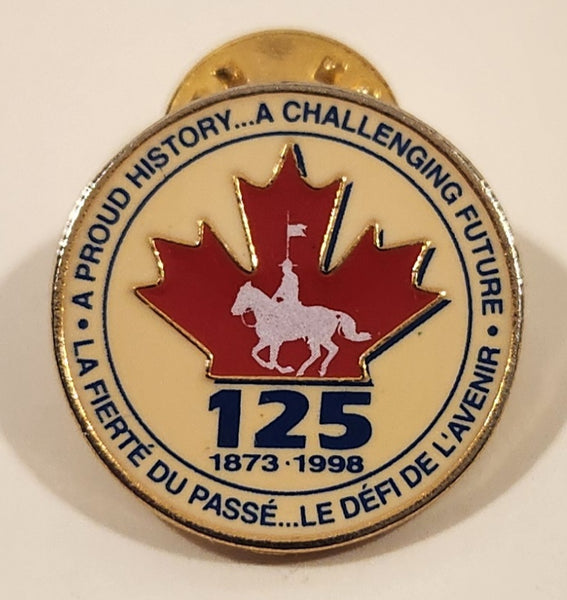 A PROUD HISTORY...A CHALLENGING FUTURE
• LA FIERTÉ DU PASSÉ...LE DÉFI DE L'AVENIR •
125
1873·1998